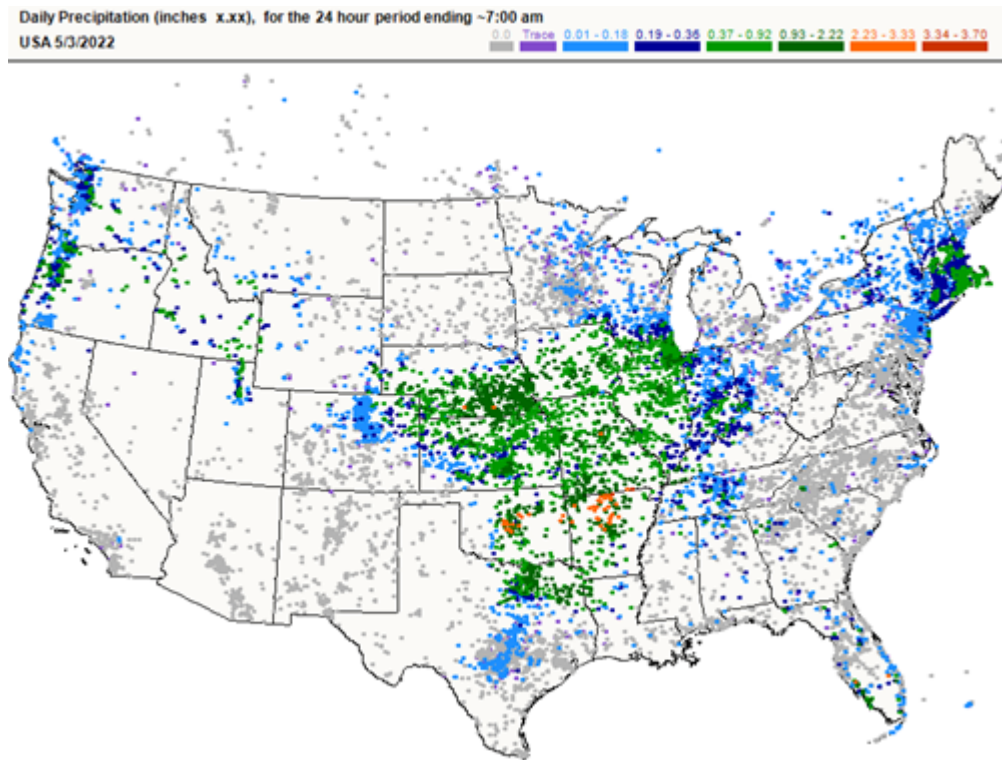 Daily Precipitation (inches x.xx), for the 24 hour period ending ~7:00 am
USA 5/3/2022
0.0 Trace 0.01 - 0.18 0.19 - 0.36 0.37 - 0.92 0.93 - 2.22 2.23 - 3.33 3.34 - 3.70